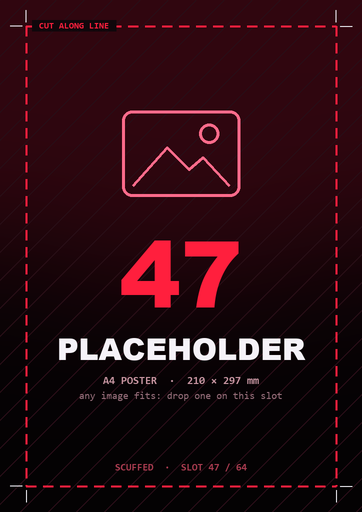 CUT ALONG LINE
47
PLACEHOLDER
A4 POSTER · 210 × 297 mm
any image fits: drop one on this slot
SCUFFED · SLOT 47 / 64